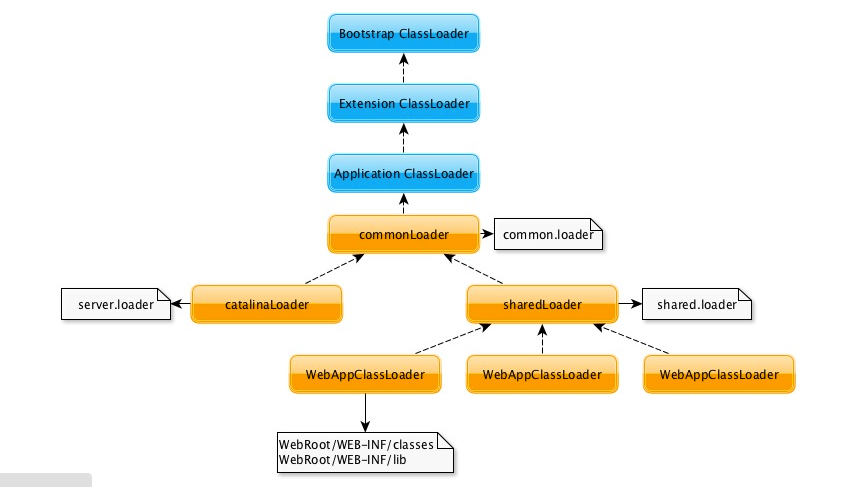 Bootstrap ClassLoader
Extension ClassLoader
Application ClassLoader
commonLoader
common.loader
server.loader
catalinaLoader
sharedLoader
shared.loader
WebAppClassLoader
WebAppClassLoader
WebAppClassLoader
WebRoot/WEB-INF/classes
WebRoot/WEB-INF/lib